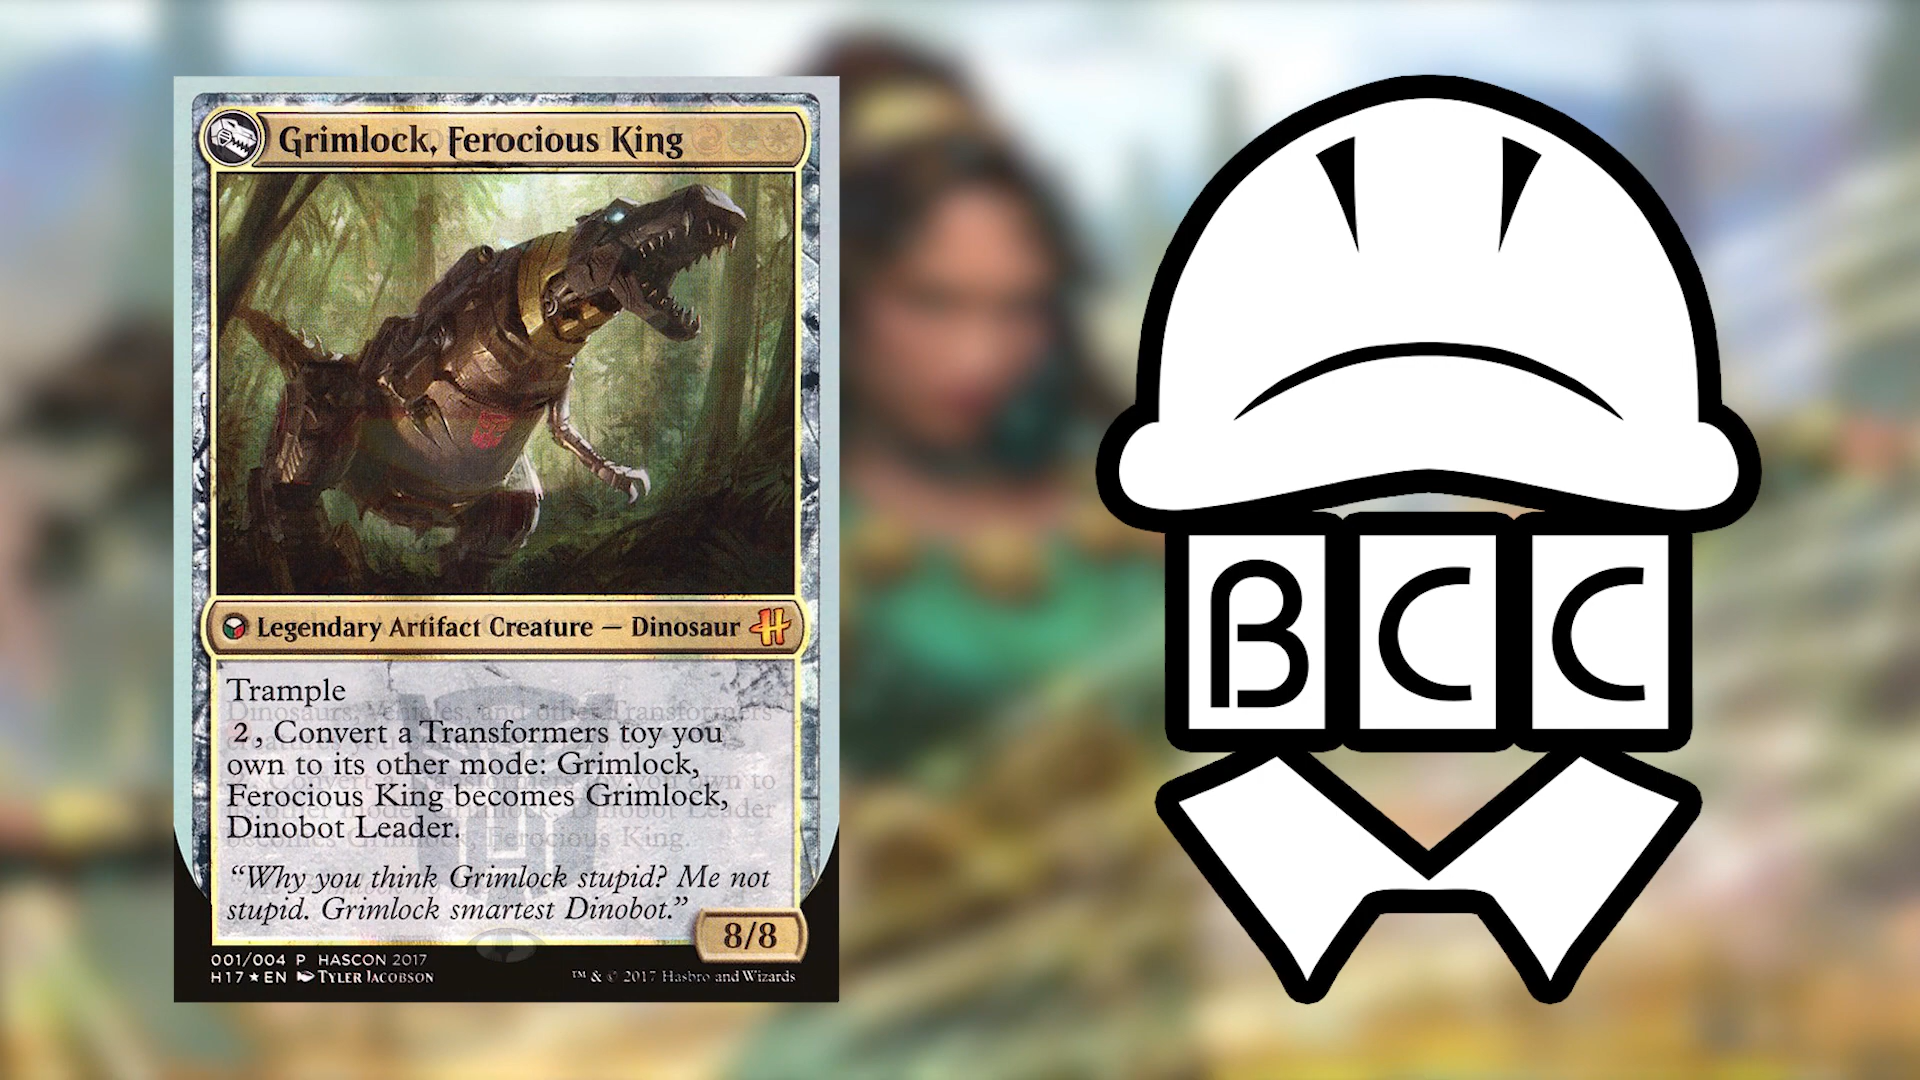 Grimlock, Ferocious King
Legendary Artifact Creature — Dinosaur
Trample
2, Convert a Transformers toy you
own to its other mode: Grimlock,
Ferocious King becomes Grimlock,
Dinobot Leader.
“Why you think Grimlock stupid? Me not
stupid. Grimlock smartest Dinobot.”
8/8
001/004 P HASCON 2017
H17★EN TYLER JACOBSON
™ & © 2017 Hasbro and Wizards
BCC